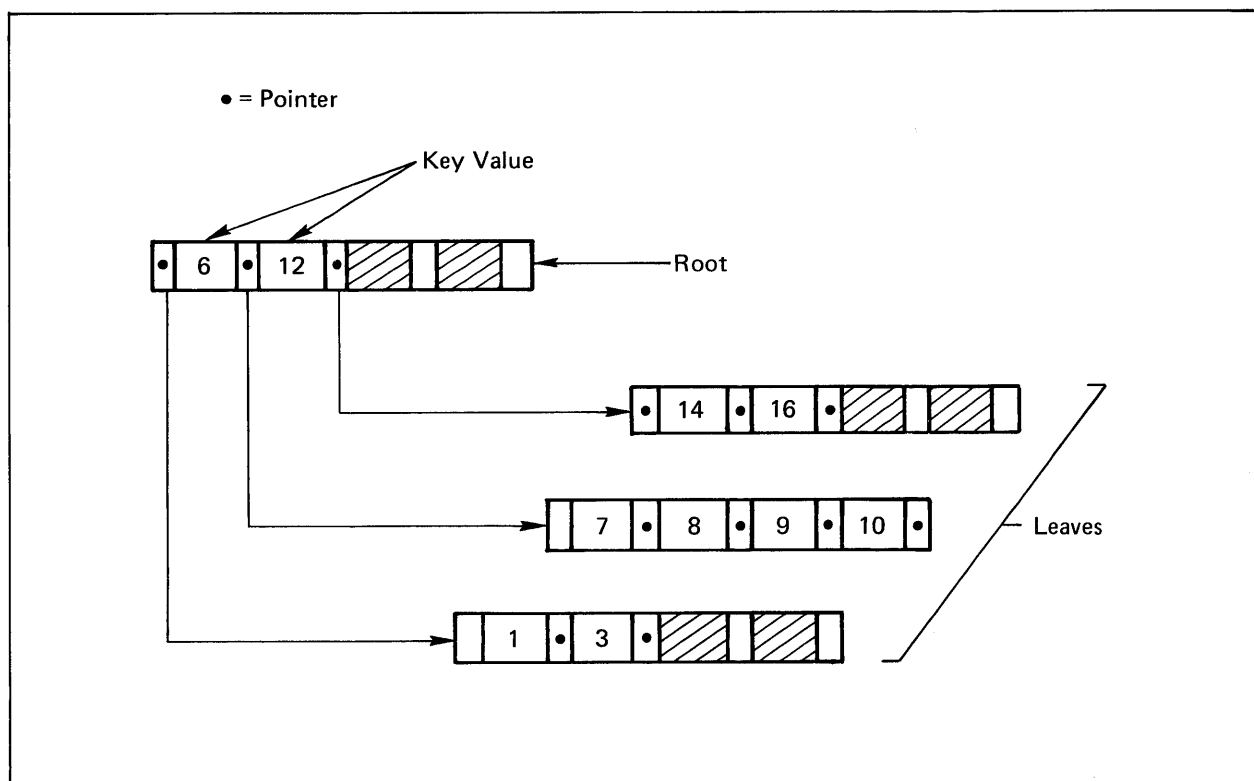 • = Pointer
Key Value
• 6 • 12 •
Root
• 14 • 16 •
7 • 8 • 9 • 10 •
Leaves
1 • 3 •